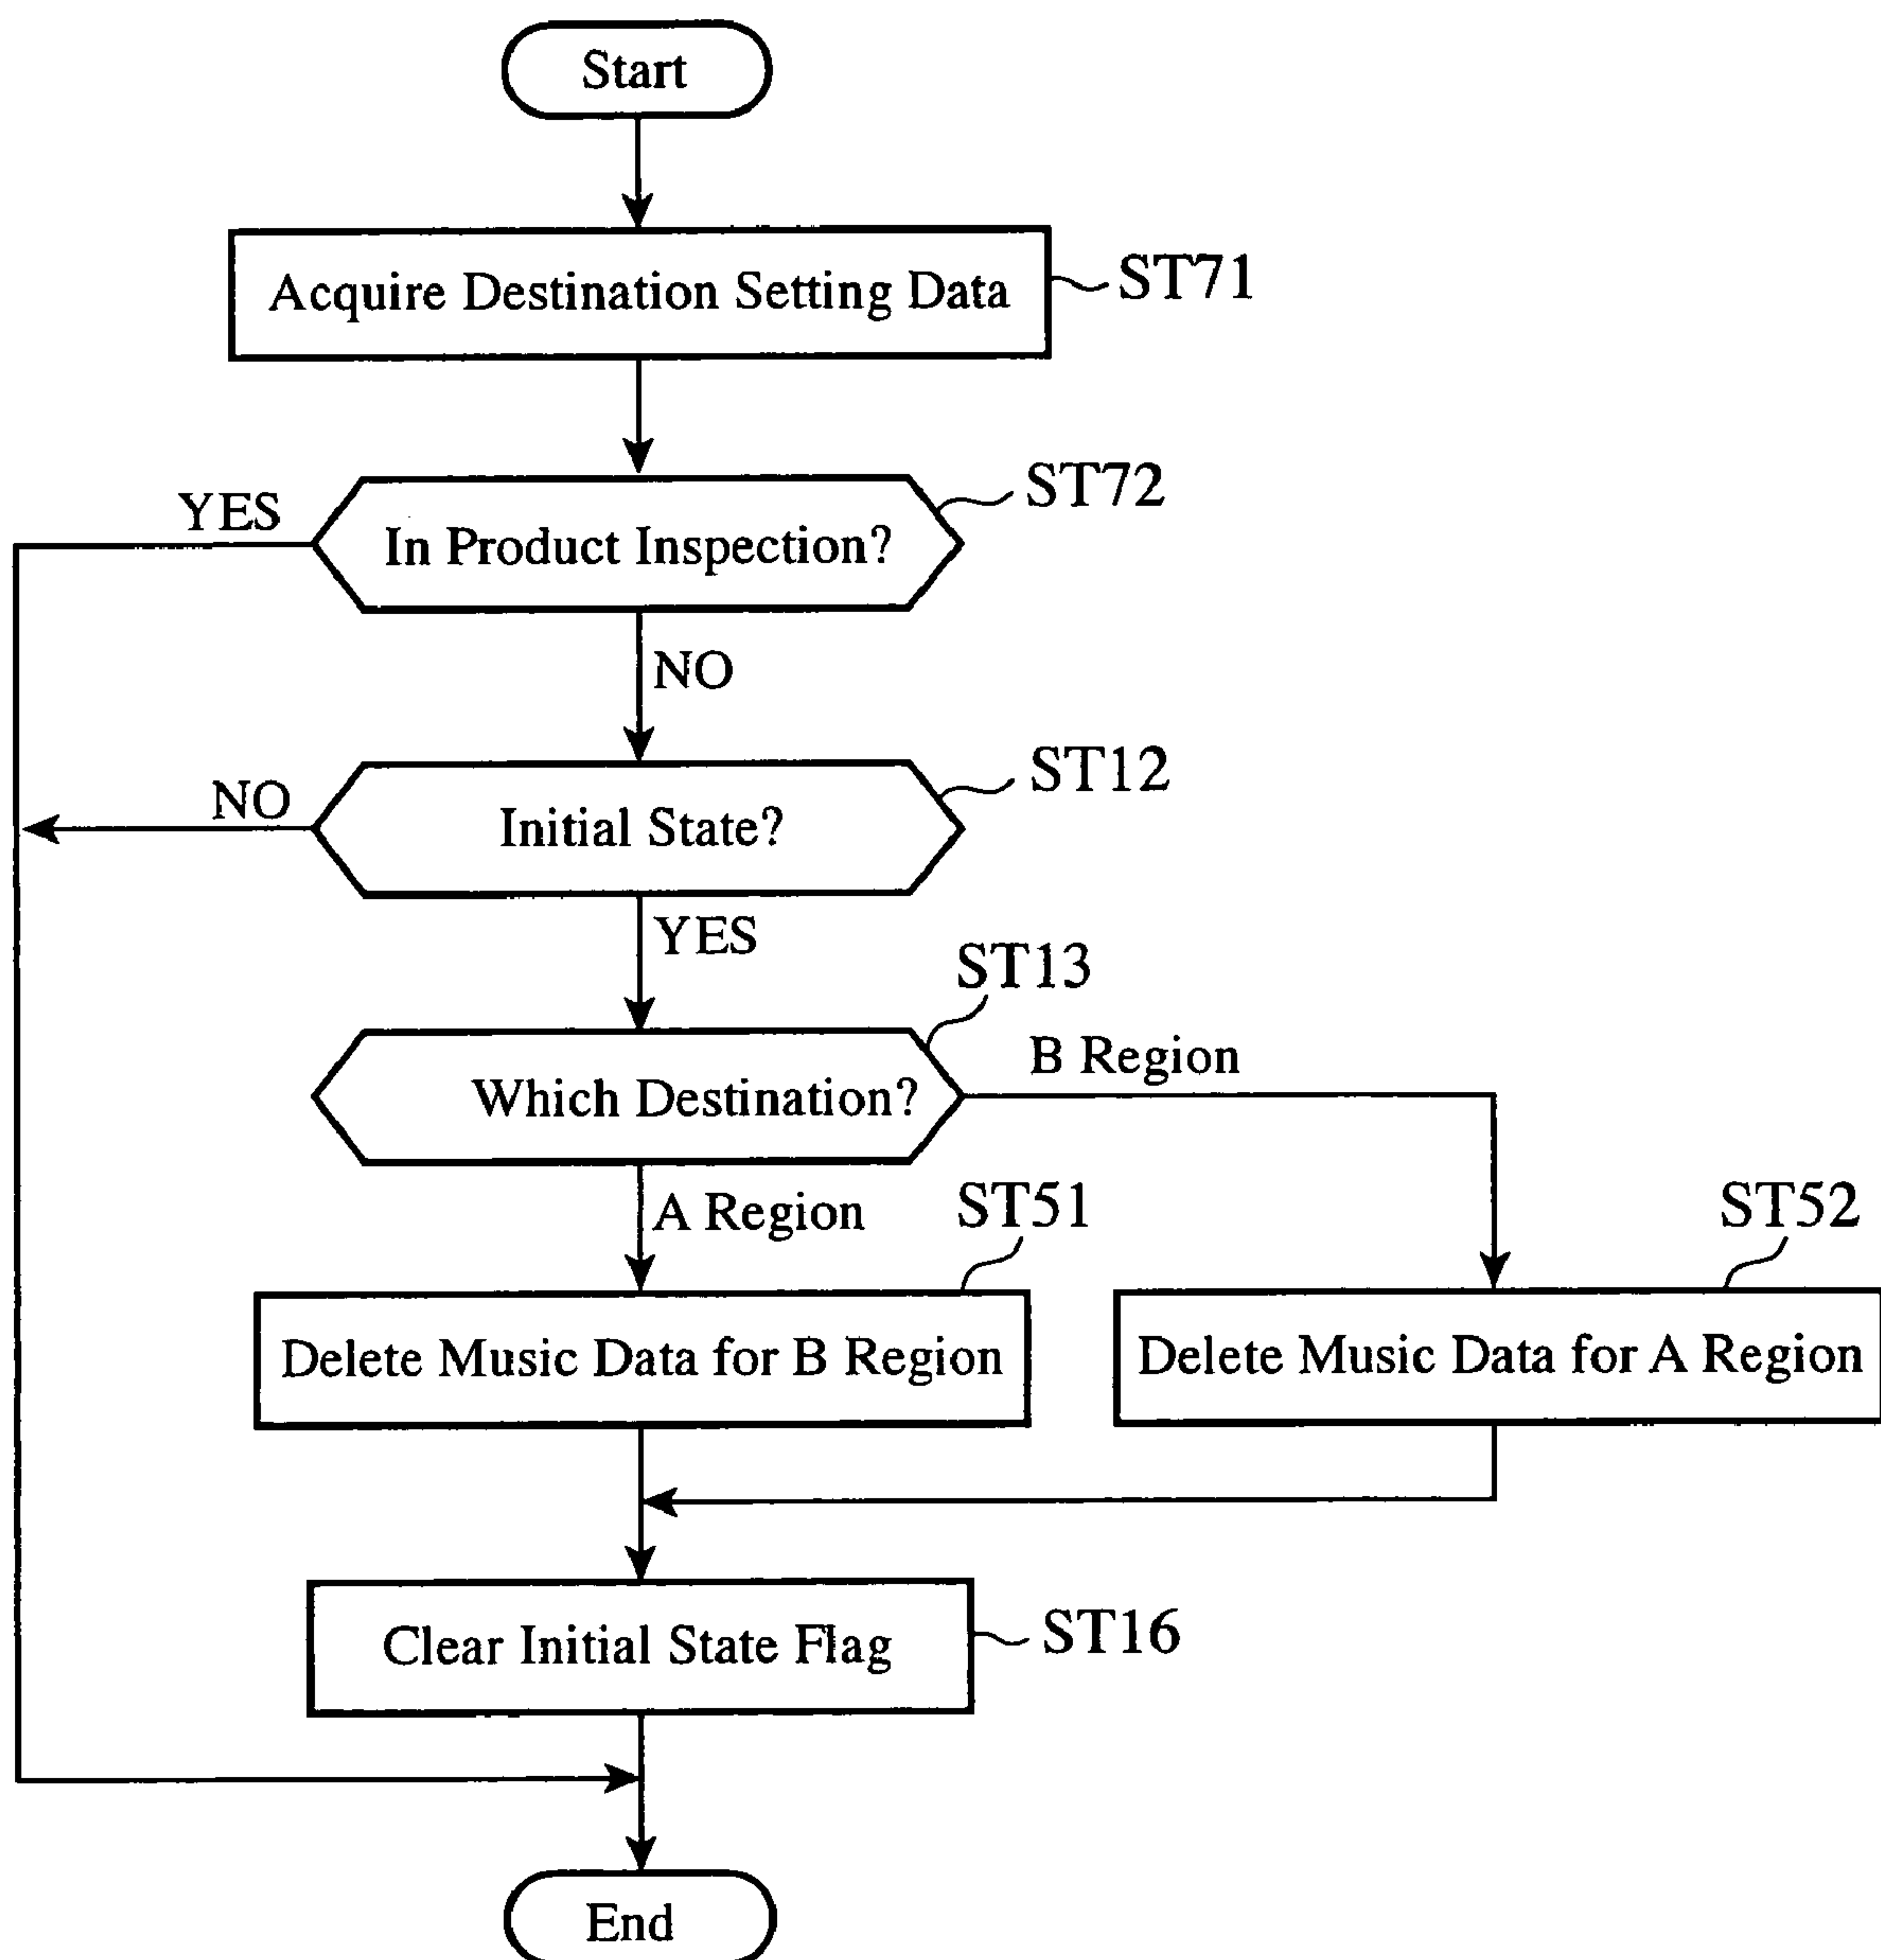 Start
Acquire Destination Setting Data
ST71
YES
In Product Inspection?
ST72
NO
NO
Initial State?
ST12
YES
ST13
Which Destination?
B Region
A Region
ST51
ST52
Delete Music Data for B Region
Delete Music Data for A Region
Clear Initial State Flag
ST16
End